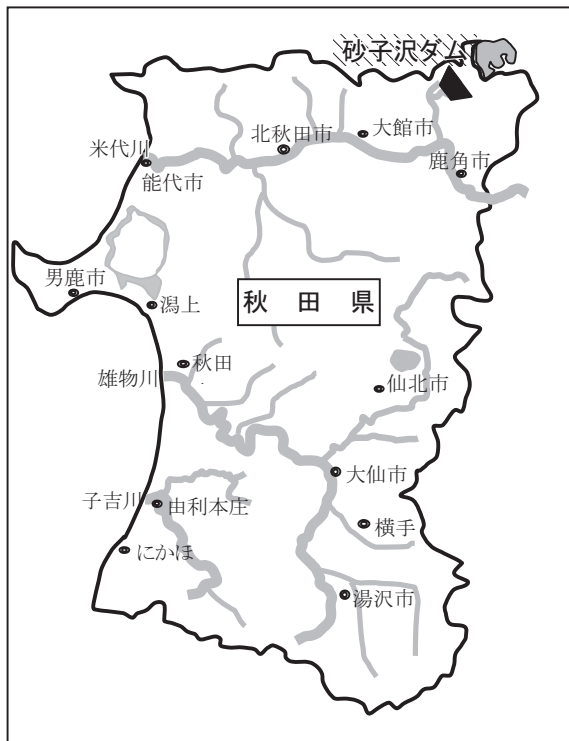 砂子沢ダム
北秋田市
大館市
米代川
能代市
鹿角市
男鹿市
潟上
秋田県
秋田
雄物川
仙北市
大仙市
子吉川
由利本庄
横手
にかほ
湯沢市